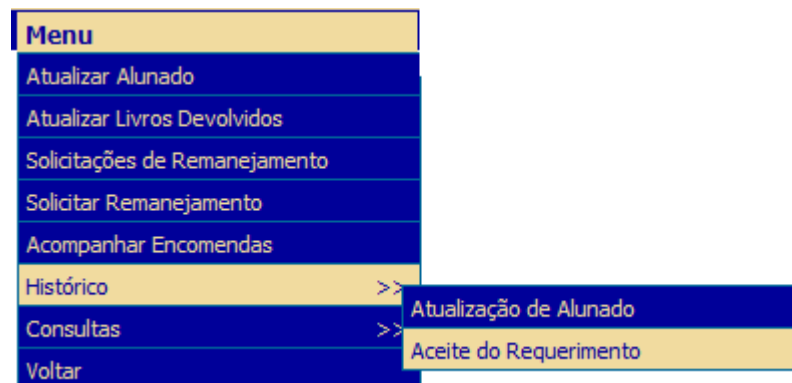 Menu
Atualizar Alunado
Atualizar Livros Devolvidos
Solicitações de Remanejamento
Solicitar Remanejamento
Acompanhar Encomendas
Histórico >>
Atualização de Alunado
Consultas >>
Aceite do Requerimento
Voltar